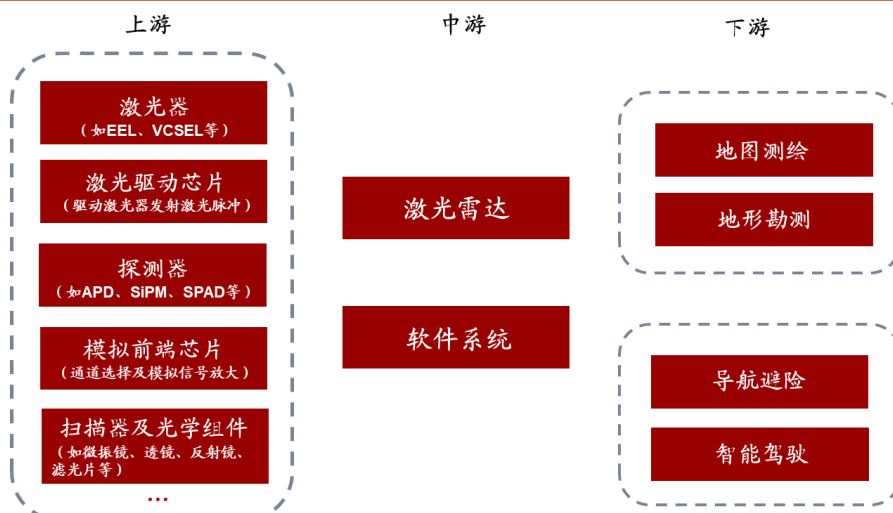 上游
中游
下游
激光器
（如EEL、VCSEL等）
激光驱动芯片
（驱动激光器发射激光脉冲）
探测器
（如APD、SiPM、SPAD等）
模拟前端芯片
（通道选择及模拟信号放大）
扫描器及光学组件
（如微振镜、透镜、反射镜、
滤光片等）
...
激光雷达
软件系统
地图测绘
地形勘测
导航避险
智能驾驶